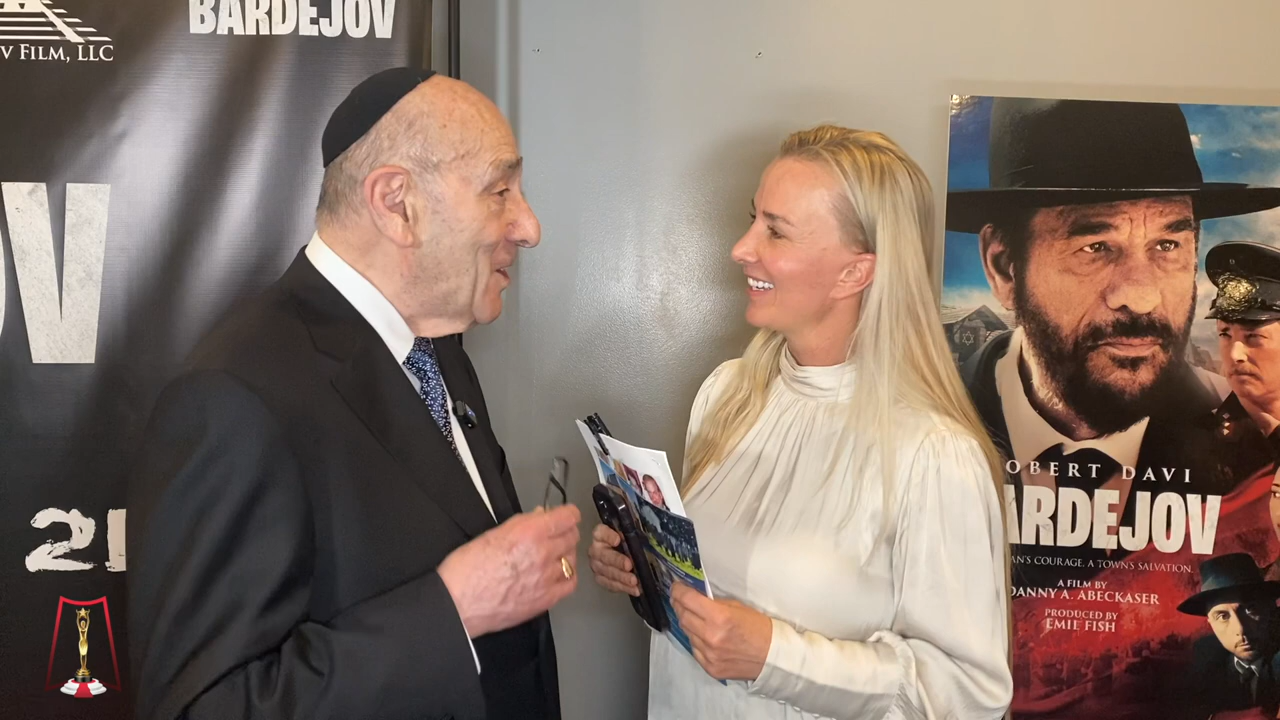 V FILM, LLC
BARDEJOV
OV
21
OBERT DAVI
ARDEJOV
AN'S COURAGE. A TOWN'S SALVATION.
A FILM BY
DANNY A. ABECKASER
PRODUCED BY
EMIL FISH